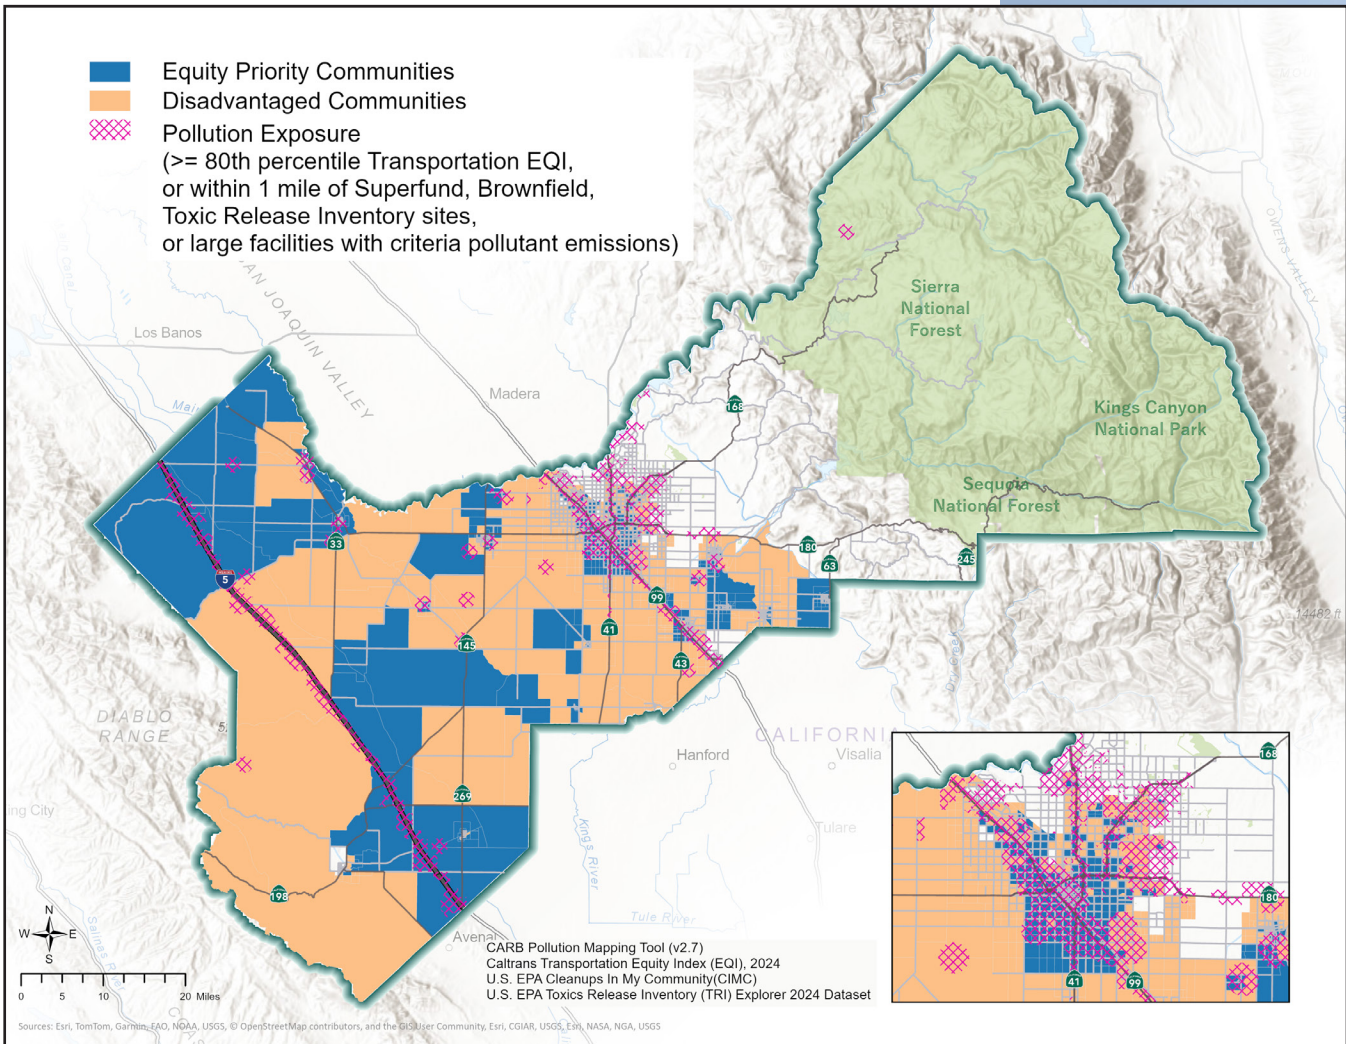 Equity Priority Communities
Disadvantaged Communities
Pollution Exposure
(>= 80th percentile Transportation EQI,
or within 1 mile of Superfund, Brownfield,
Toxic Release Inventory sites,
or large facilities with criteria pollutant emissions)
SAN JOAQUIN VALLEY
OWENS VALLEY
Los Banos
Madera
Sierra
National
Forest
Kings Canyon
National Park
Sequoia
National Forest
168
33
5
180
63
245
99
41
145
43
14482 ft
DIABLO
RANGE
5,
CALIFORNI
Hanford
Visalia
Tulare
ing City
269
198
Kings River
Tule River
Avenal
168
180
41
99
N
W E
S
0 5 10 20 Miles
CARB Pollution Mapping Tool (v2.7)
Caltrans Transportation Equity Index (EQI), 2024
U.S. EPA Cleanups In My Community(CIMC)
U.S. EPA Toxics Release Inventory (TRI) Explorer 2024 Dataset
Sources: Esri, TomTom, Garmin, FAO, NOAA, USGS, © OpenStreetMap contributors, and the GIS User Community, Esri, CGIAR, USGS, Esri, NASA, NGA, USGS